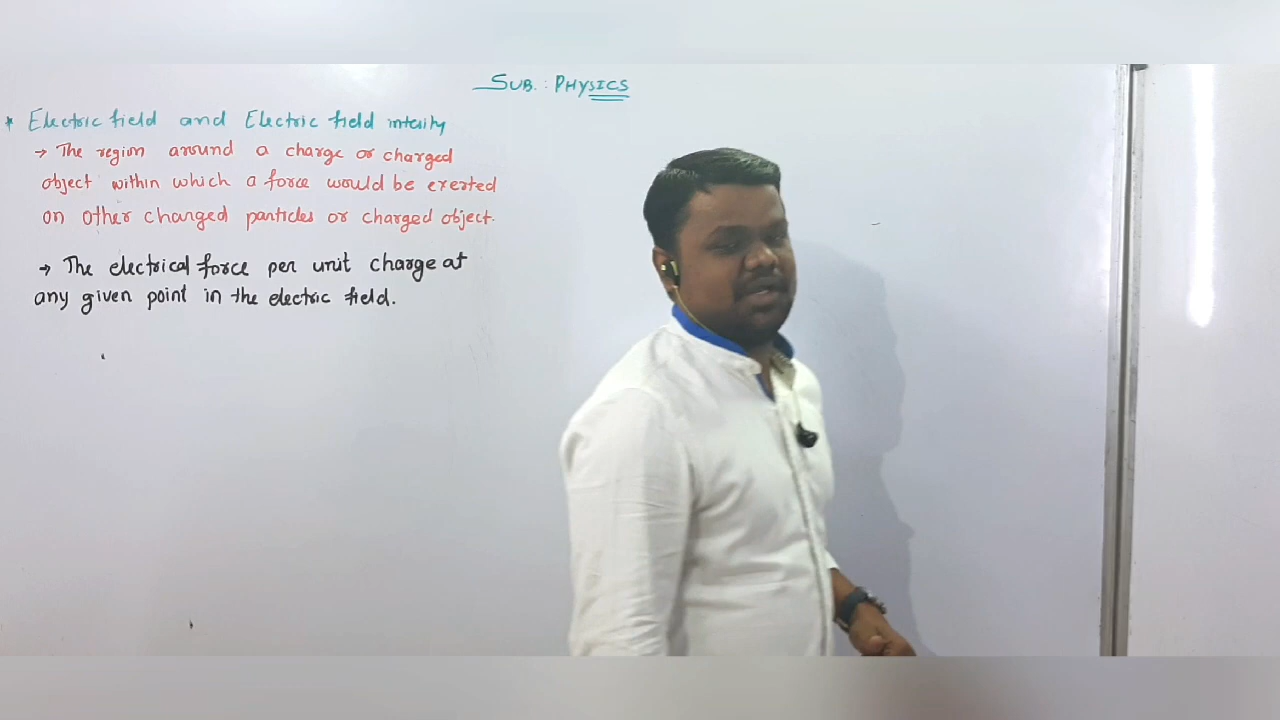 SUB. : PHYSICS
* Electric field and Electric field intesity
→ The region around a charge or charged
object within which a force would be exerted
on other charged particles or charged object.
→ The electrical force per unit charge at
any given point in the electric field.